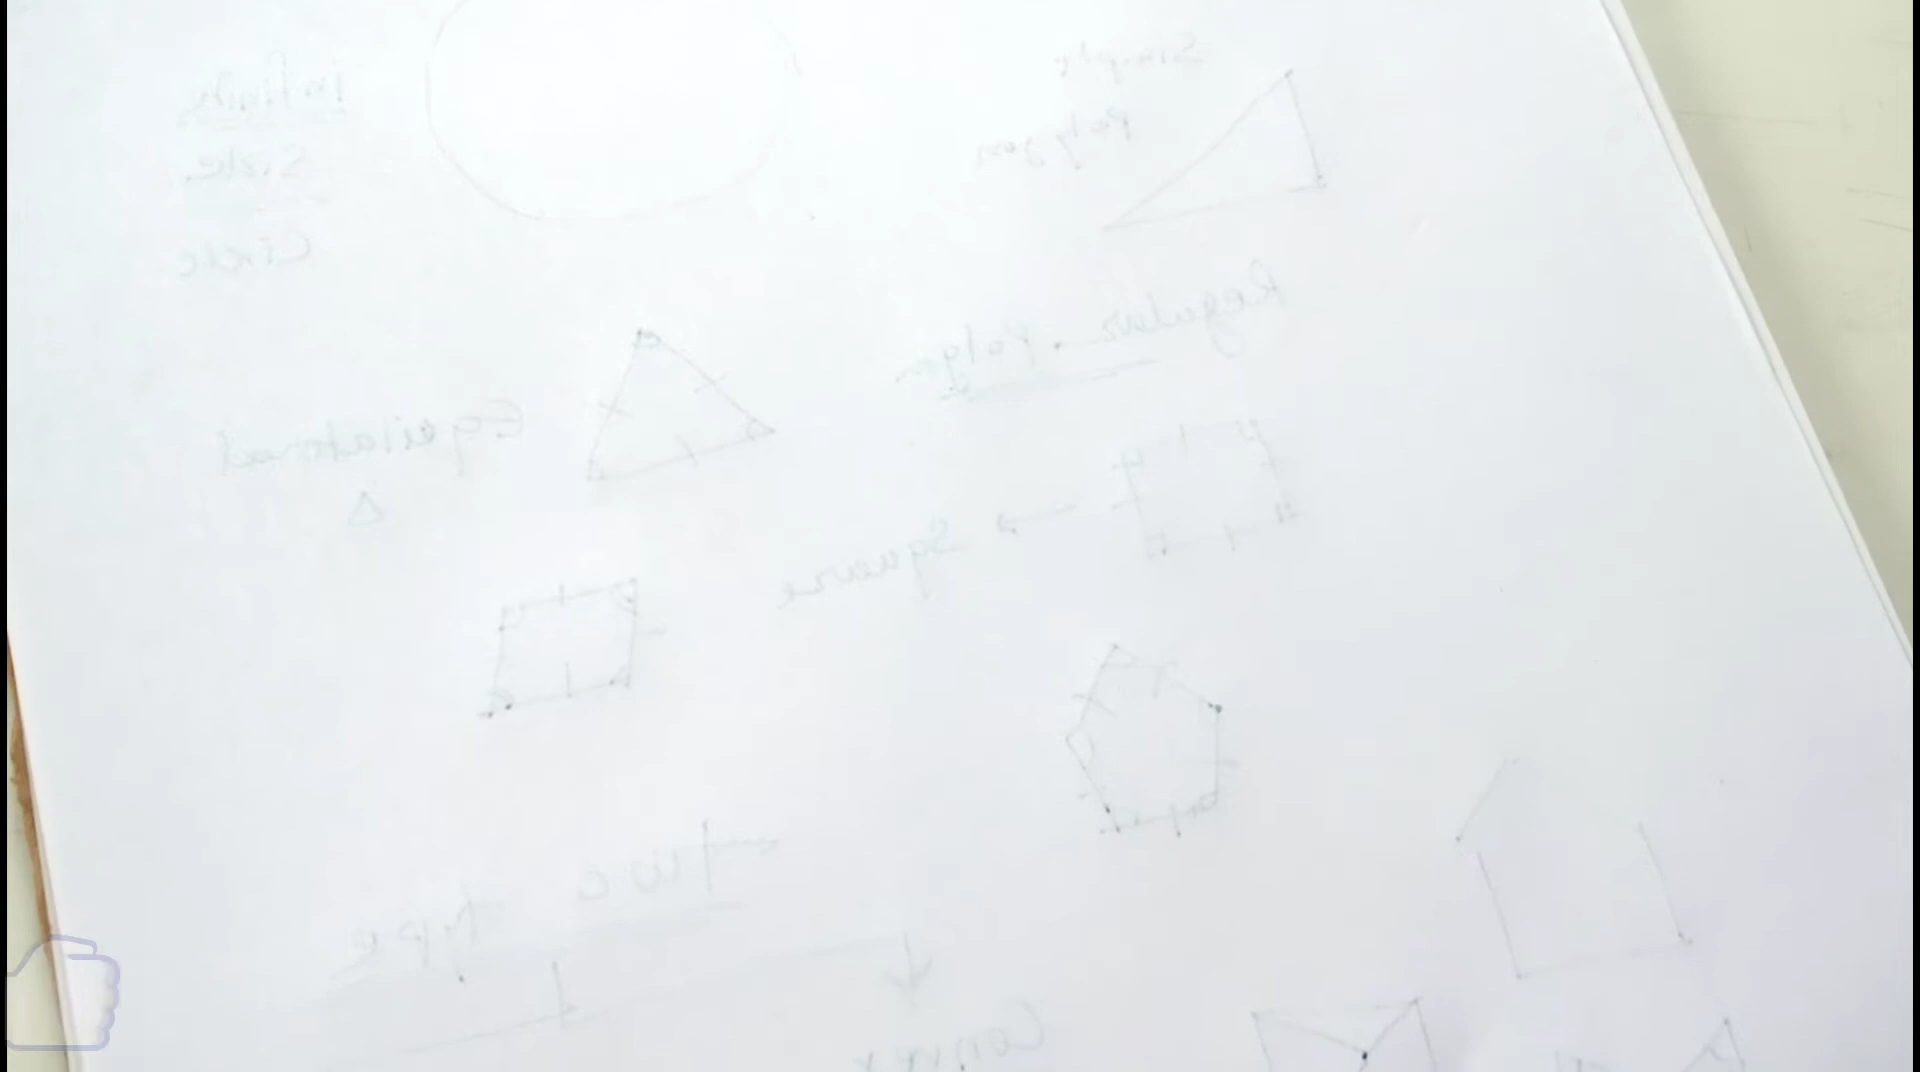 Simple
Polygon
Infinite
Side
Circle
Regular Polygon
Equilateral
Δ
Square
Two type
Convex